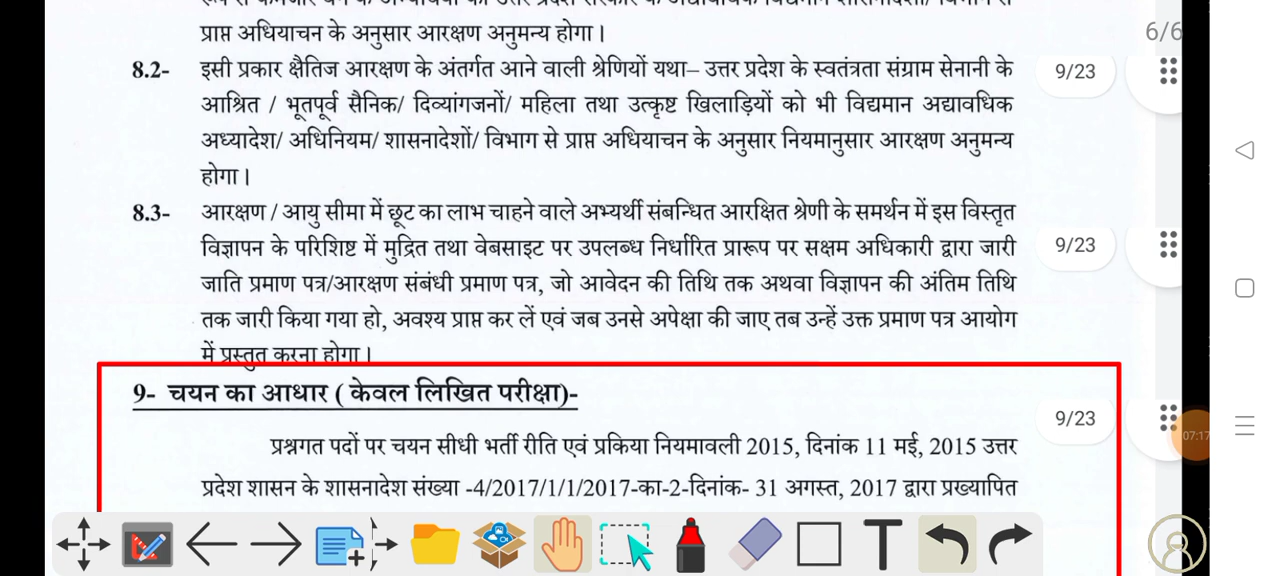 प्राप्त अधियाचन के अनुसार आरक्षण अनुमन्य होगा।
6/6
8.2- इसी प्रकार क्षैतिज आरक्षण के अंतर्गत आने वाली श्रेणियों यथा– उत्तर प्रदेश के स्वतंत्रता संग्राम सेनानी के
9/23
आश्रित / भूतपूर्व सैनिक/ दिव्यांगजनों/ महिला तथा उत्कृष्ट खिलाड़ियों को भी विद्यमान अद्यावधिक
अध्यादेश/ अधिनियम/ शासनादेशों/ विभाग से प्राप्त अधियाचन के अनुसार नियमानुसार आरक्षण अनुमन्य
होगा।
8.3- आरक्षण / आयु सीमा में छूट का लाभ चाहने वाले अभ्यर्थी संबन्धित आरक्षित श्रेणी के समर्थन में इस विस्तृत
विज्ञापन के परिशिष्ट में मुद्रित तथा वेबसाइट पर उपलब्ध निर्धारित प्रारूप पर सक्षम अधिकारी द्वारा जारी
9/23
जाति प्रमाण पत्र/आरक्षण संबंधी प्रमाण पत्र, जो आवेदन की तिथि तक अथवा विज्ञापन की अंतिम तिथि
तक जारी किया गया हो, अवश्य प्राप्त कर लें एवं जब उनसे अपेक्षा की जाए तब उन्हें उक्त प्रमाण पत्र आयोग
में प्रस्तुत करना होगा।
9- चयन का आधार ( केवल लिखित परीक्षा)-
9/23
प्रश्नगत पदों पर चयन सीधी भर्ती रीति एवं प्रकिया नियमावली 2015, दिनांक 11 मई, 2015 उत्तर
07:17
प्रदेश शासन के शासनादेश संख्या -4/2017/1/1/2017-का-2-दिनांक- 31 अगस्त, 2017 द्वारा प्रख्यापित
T